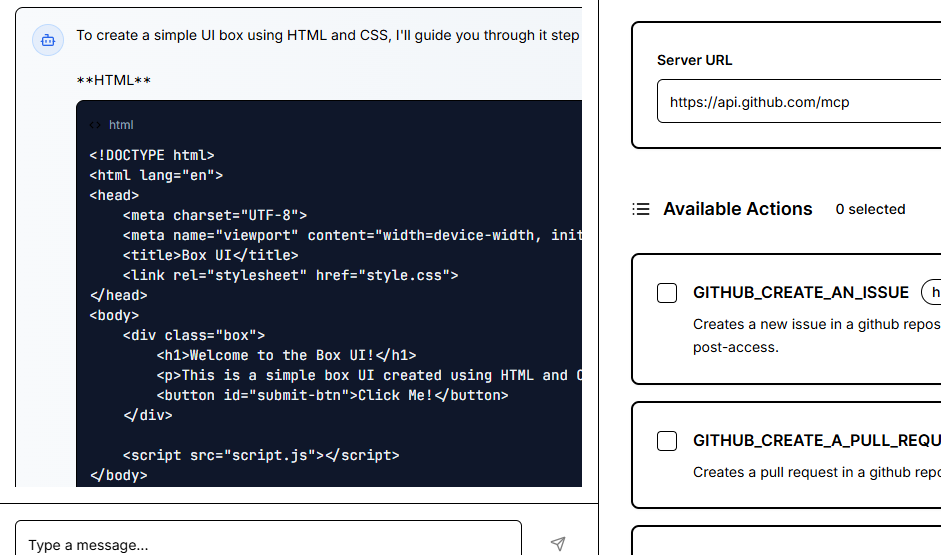 To create a simple UI box using HTML and CSS, I'll guide you through it step
**HTML**
<> html
<!DOCTYPE html>
<html lang="en">
<head>
    <meta charset="UTF-8">
    <meta name="viewport" content="width=device-width, init
    <title>Box UI</title>
    <link rel="stylesheet" href="style.css">
</head>
<body>
    <div class="box">
        <h1>Welcome to the Box UI!</h1>
        <p>This is a simple box UI created using HTML and
        <button id="submit-btn">Click Me!</button>
    </div>
    <script src="script.js"></script>
</body>
Type a message...
Server URL
https://api.github.com/mcp
Available Actions 0 selected
GITHUB_CREATE_AN_ISSUE h
Creates a new issue in a github repos
post-access.
GITHUB_CREATE_A_PULL_REQU
Creates a pull request in a github repo